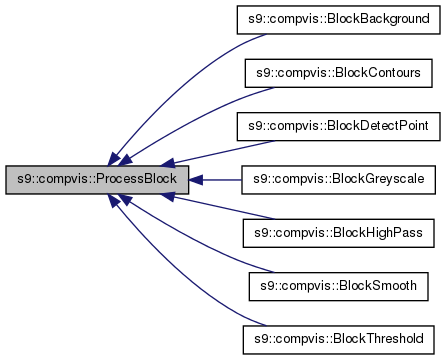 s9::compvis::BlockBackground
s9::compvis::BlockContours
s9::compvis::BlockDetectPoint
s9::compvis::ProcessBlock
s9::compvis::BlockGreyscale
s9::compvis::BlockHighPass
s9::compvis::BlockSmooth
s9::compvis::BlockThreshold